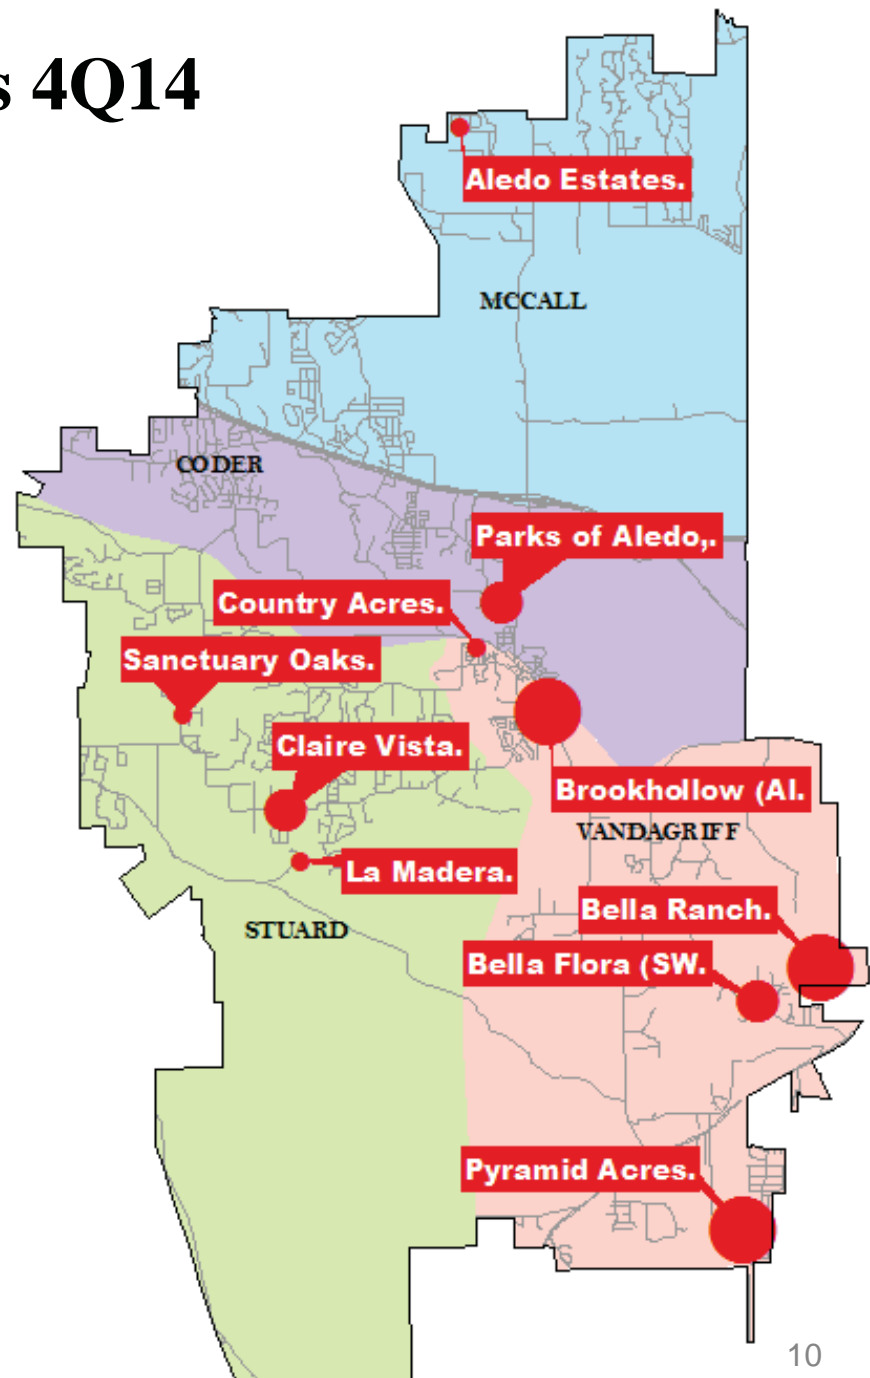 s 4Q14
Aledo Estates.
MCCALL
CODER
Parks of Aledo,.
Country Acres.
Sanctuary Oaks.
Claire Vista.
Brookhollow (Al.
VANDAGRIFF
La Madera.
Bella Ranch.
STUARD
Bella Flora (SW.
Pyramid Acres.
10